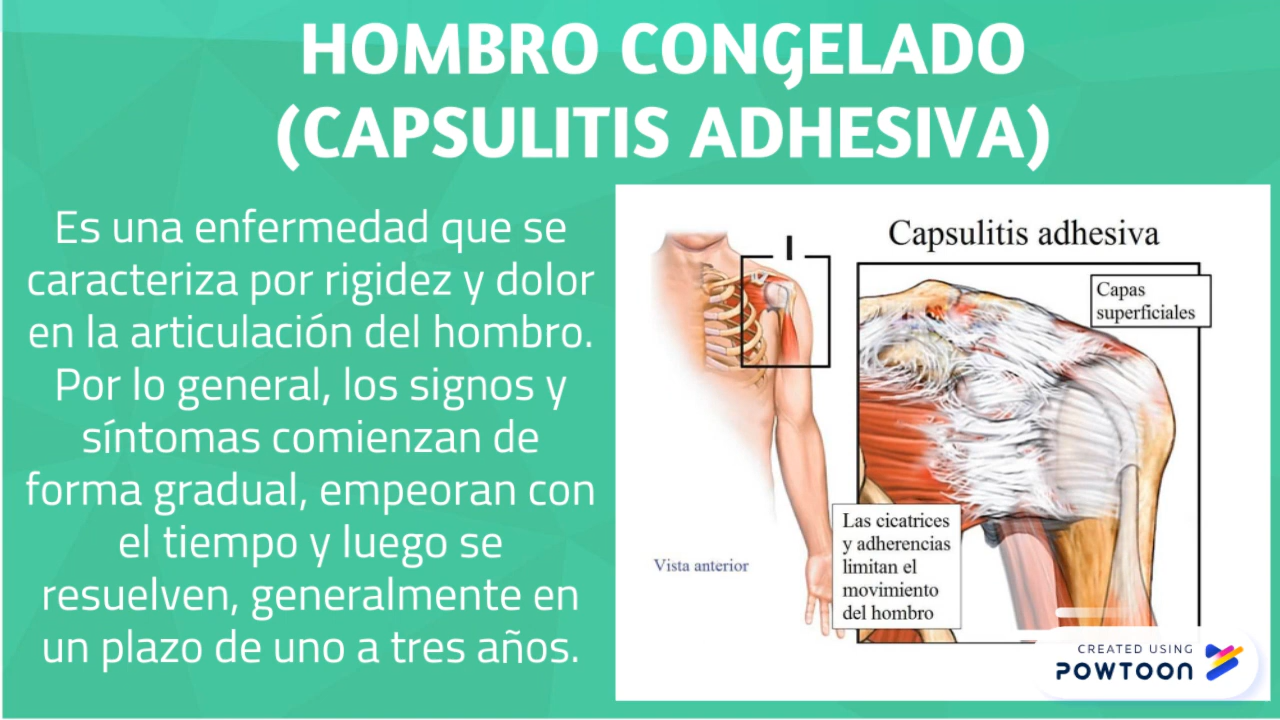 HOMBRO CONGELADO
(CAPSULITIS ADHESIVA)
Es una enfermedad que se
caracteriza por rigidez y dolor
en la articulación del hombro.
Por lo general, los signos y
síntomas comienzan de
forma gradual, empeoran con
el tiempo y luego se
resuelven, generalmente en
un plazo de uno a tres años.
Capsulitis adhesiva
I
Capas
superficiales
Las cicatrices
y adherencias
limitan el
movimiento
del hombro
Vista anterior
CREATED USING
POWTOON